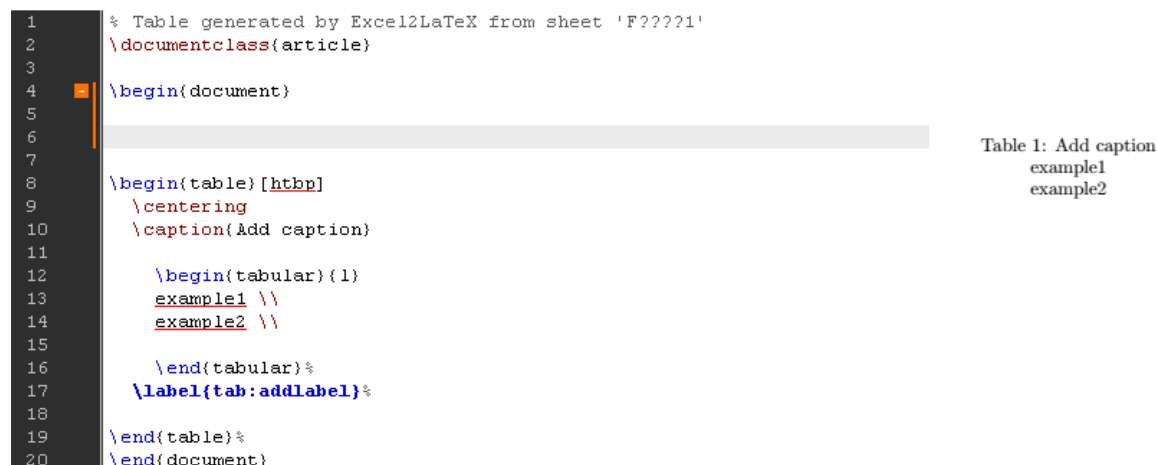 1 % Table generated by Excel2LaTeX from sheet 'F????1'
2 \documentclass{article}
3
4 \begin{document}
5
6
7
8 \begin{table}[htbp]
9 \centering
10 \caption{Add caption}
11
12 \begin{tabular}{l}
13 example1 \\
14 example2 \\
15
16 \end{tabular}%
17 \label{tab:addlabel}%
18
19 \end{table}%
20 \end{document}
Table 1: Add caption
example1
example2